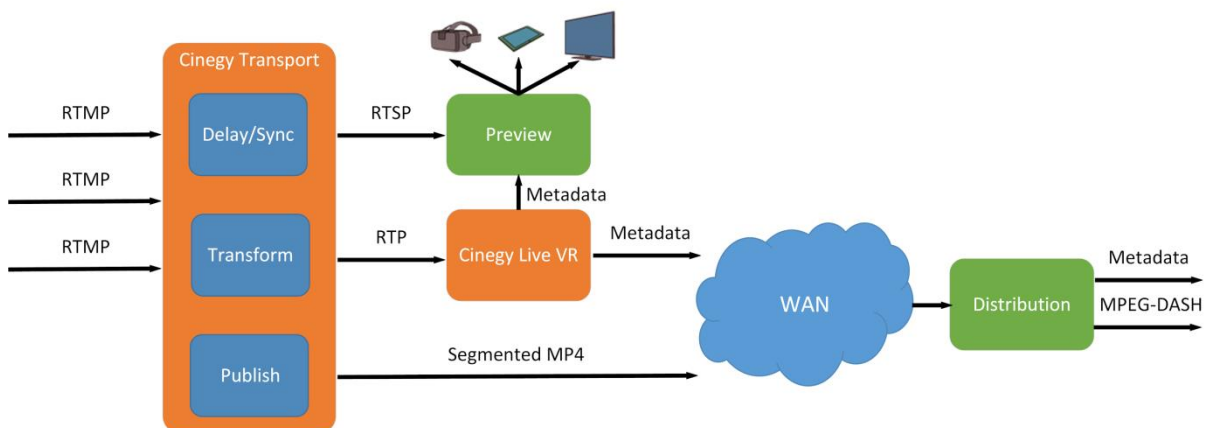 Cinegy Transport
RTMP
Delay/Sync
RTSP
Preview
RTMP
Metadata
RTMP
Transform
RTP
Cinegy Live VR
Metadata
WAN
Distribution
Metadata
MPEG-DASH
Publish
Segmented MP4